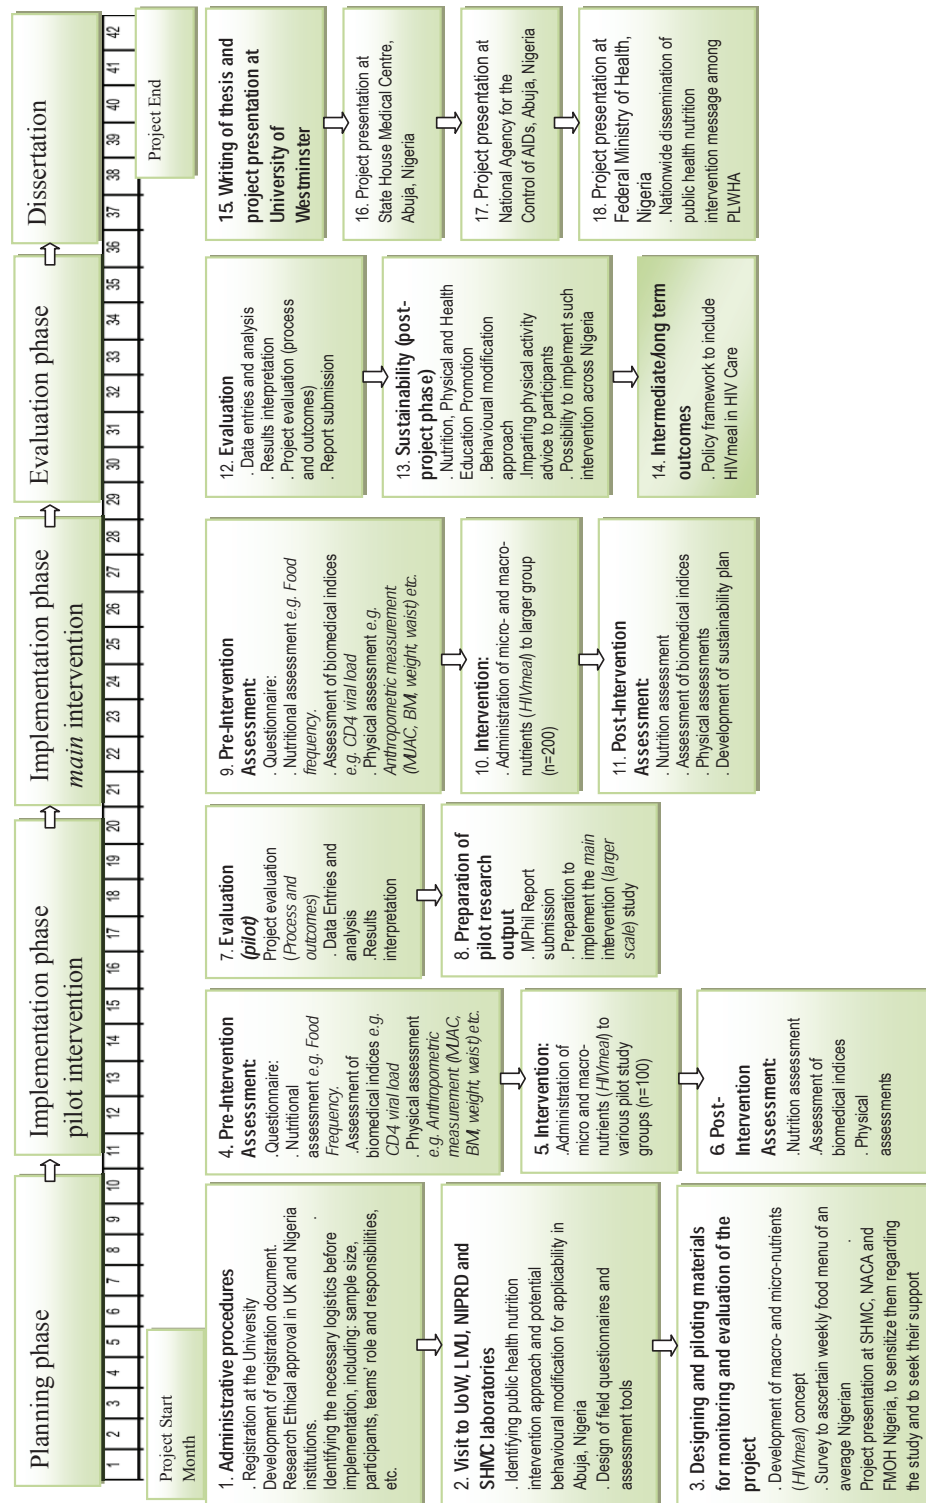 Planning phase
Implementation phase
pilot intervention
Implementation phase
main intervention
Evaluation phase
Dissertation
1 2 3 4 5 6 7 8 9 10 11 12 13 14 15 16 17 18 19 20 21 22 23 24 25 26 27 28 29 30 31 32 33 34 35 36 37 38 39 40 41 42
Project Start
Month
Project End
1. Administrative procedures
. Registration at the University
Development of registration document.
Research Ethical approval in UK and Nigeria
institutions.
Identifying the necessary logistics before
implementation, including: sample size,
participants, teams' role and responsibilities,
etc.
2. Visit to UoW, LMU, NIPRD and
SHMC laboratories
. Identifying public health nutrition
intervention approach and potential
behavioural modification for applicability in
Abuja, Nigeria
. Design of field questionnaires and
assessment tools
3. Designing and piloting materials
for monitoring and evaluation of the
project
. Development of macro- and micro-nutrients
(HIVmeal) concept
. Survey to ascertain weekly food menu of an
average Nigerian
Project presentation at SHMC, NACA and
FMOH Nigeria, to sensitize them regarding
the study and to seek their support
4. Pre-Intervention
Assessment:
.Questionnaire:
. Nutritional
assessment e.g. Food
Frequency.
. Assessment of
biomedical indices e.g.
CD4, viral load
. Physical assessment
e.g. Anthropometric
measurement (MUAC,
BMI, weight, waist) etc.
5. Intervention:
Administration of
micro and macro-
nutrients (HIVmeal) to
various pilot study
groups (n=100)
6. Post-
Intervention
Assessment:
.Nutrition assessment
.Assessment of
biomedical indices
. Physical
assessments
7. Evaluation
(pilot)
Project evaluation
(Process and
outcomes)
. Data Entries and
analysis
.Results
interpretation
8. Preparation of
pilot research
output
. MPhil Report
submission
. Preparation to
implement the main
intervention (larger
scale) study
9. Pre-Intervention
Assessment:
. Questionnaire:
. Nutritional assessment e.g. Food
frequency.
. Assessment of biomedical indices
e.g. CD4, viral load
. Physical assessment e.g.
Anthropometric measurement
(MUAC, BMI, weight, waist) etc.
10. Intervention:
. Administration of micro- and macro-
nutrients (HIVmeal) to larger group
(n=200)
11. Post-Intervention
Assessment:
. Nutrition assessment
. Assessment of biomedical indices
. Physical assessments
. Development of sustainability plan
12. Evaluation
. Data entries and analysis
. Results interpretation
. Project evaluation (process
and outcomes)
. Report submission
13. Sustainability (post-
project phase)
. Nutrition, Physical and Health
Education Promotion
. Behavioural modification
approach
.Imparting physical activity
advice to participants
. Possibility to implement such
intervention across Nigeria
14. Intermediate/long term
outcomes
. Policy framework to include
HIVmeal in HIV Care
15. Writing of thesis and
project presentation at
University of
Westminster
16. Project presentation at
State House Medical Centre,
Abuja, Nigeria
17. Project presentation at
National Agency for the
Control of AIDs, Abuja, Nigeria
18. Project presentation at
Federal Ministry of Health,
Nigeria
. Nationwide dissemination of
public health nutrition
intervention message among
PLWHA